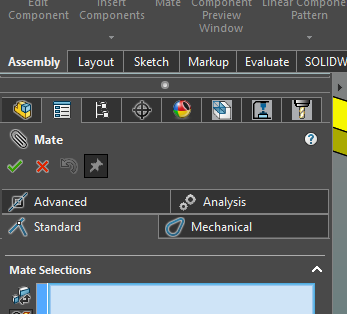 Edit Insert Mate Component Linear Compone
Component Components Preview Pattern
Window
Assembly Layout Sketch Markup Evaluate SOLIDW
Mate
Advanced Analysis
Standard Mechanical
Mate Selections